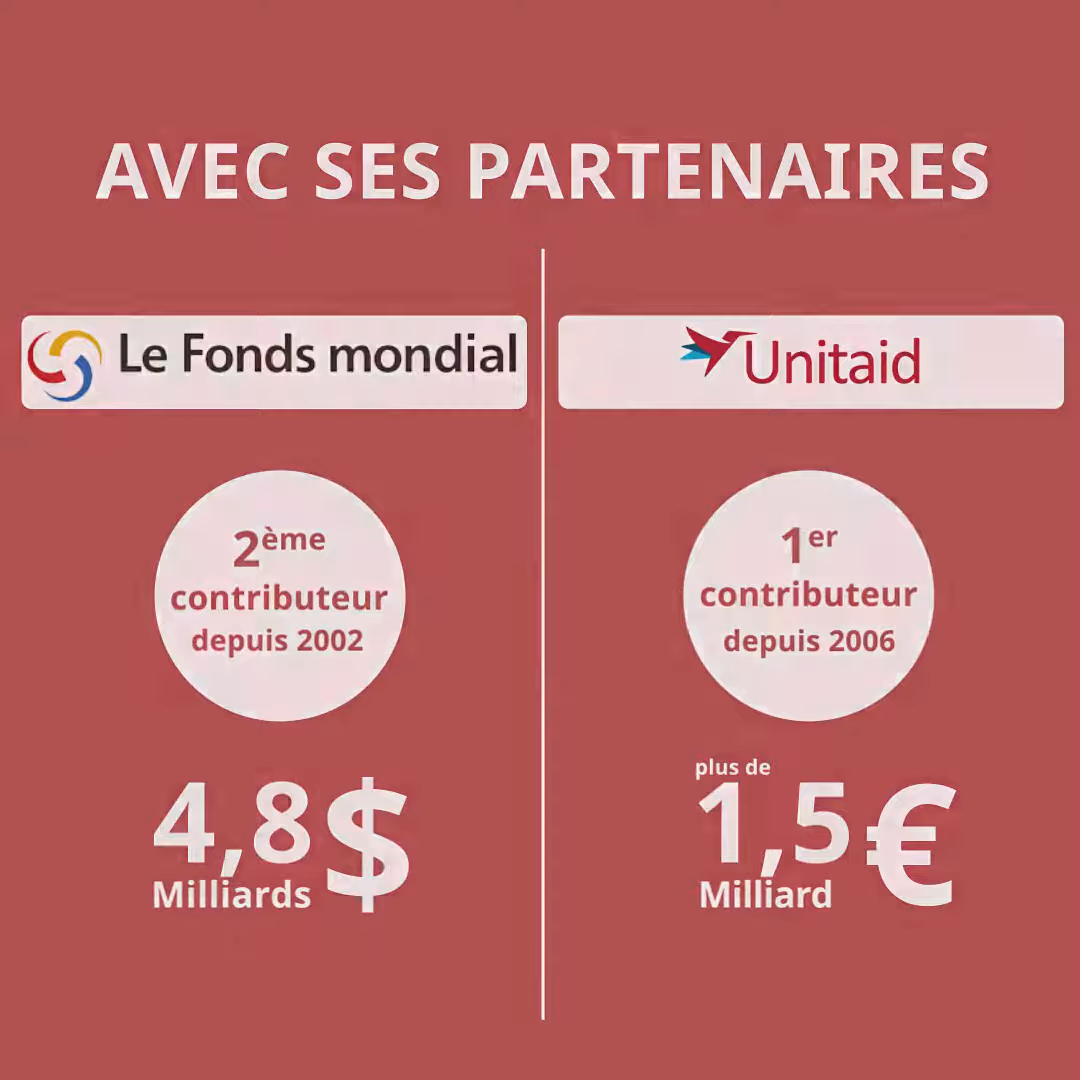 AVEC SES PARTENAIRES
Le Fonds mondial
2ème
contributeur
depuis 2002
4,8 $
Milliards
Unitaid
1er
contributeur
depuis 2006
plus de
1,5 €
Milliard